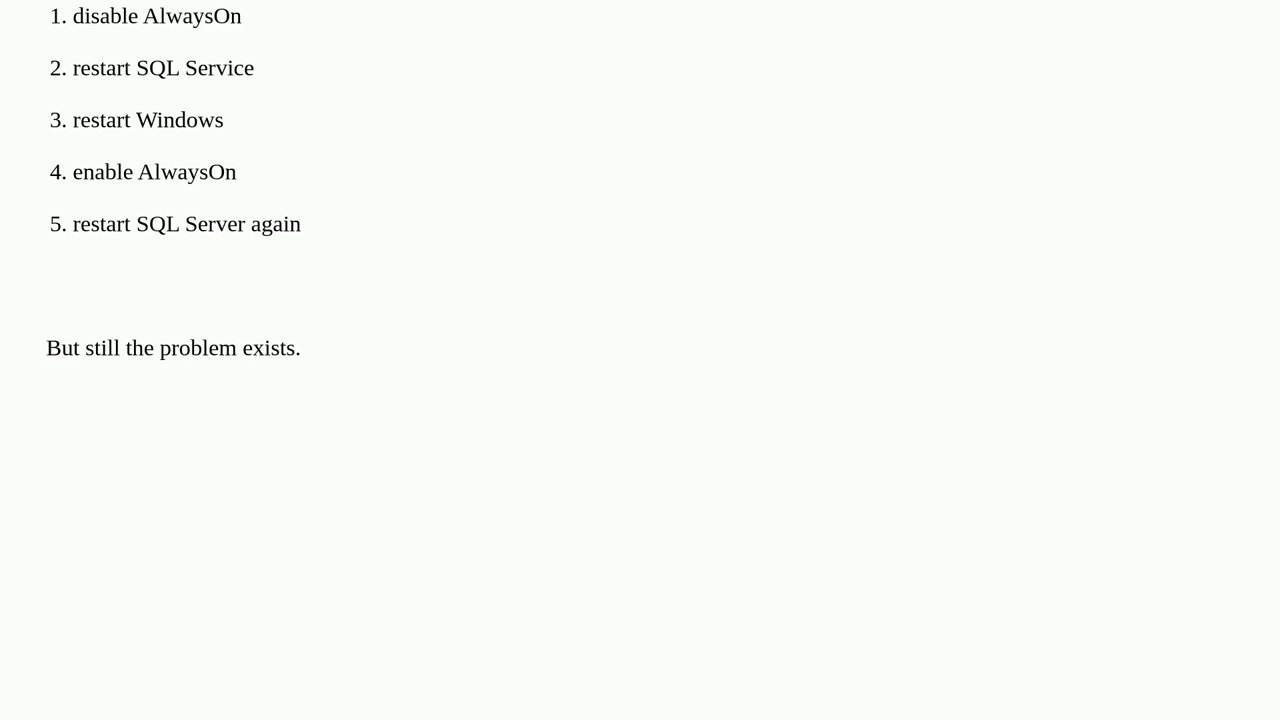 1. disable AlwaysOn
2. restart SQL Service
3. restart Windows
4. enable AlwaysOn
5. restart SQL Server again
But still the problem exists.